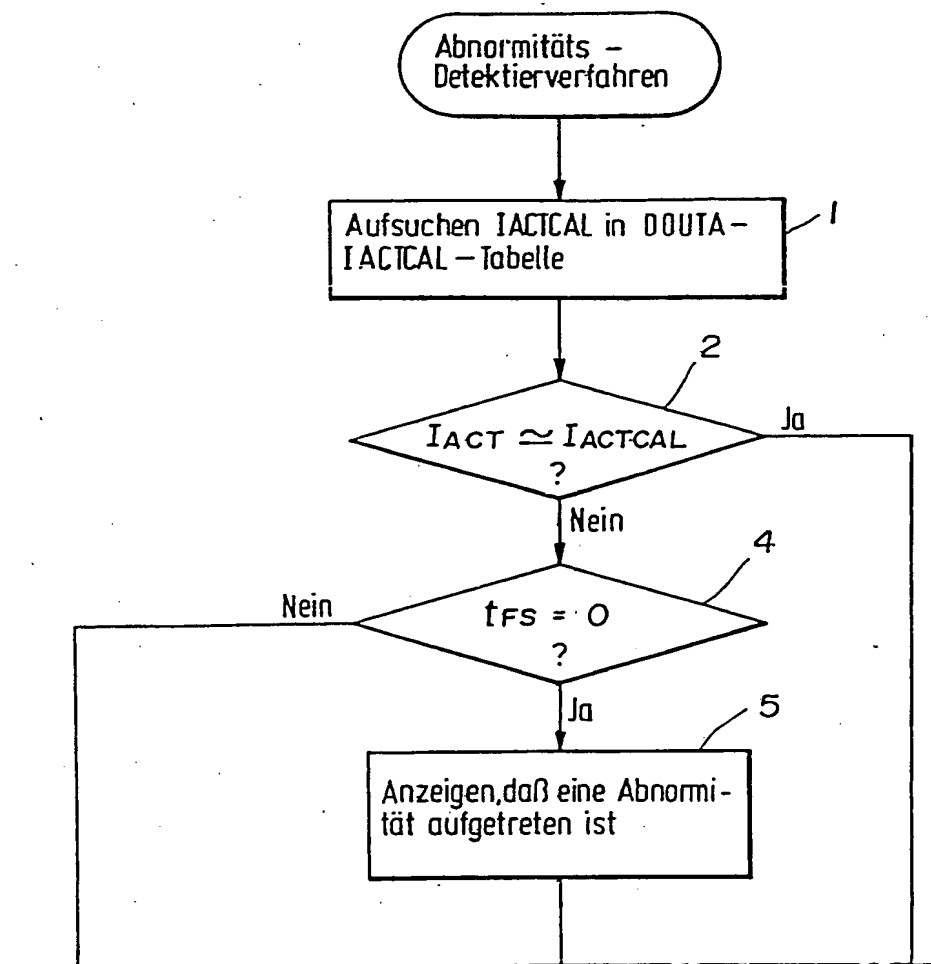 Abnormitäts –
Detektierverfahren
Aufsuchen IACTCAL in DOUTA –
IACTCAL – Tabelle
1
2
IACT ≃ IACT-CAL
?
Ja
Nein
4
Nein
tFS = 0
?
Ja
5
Anzeigen, daß eine Abnormi –
tät aufgetreten ist